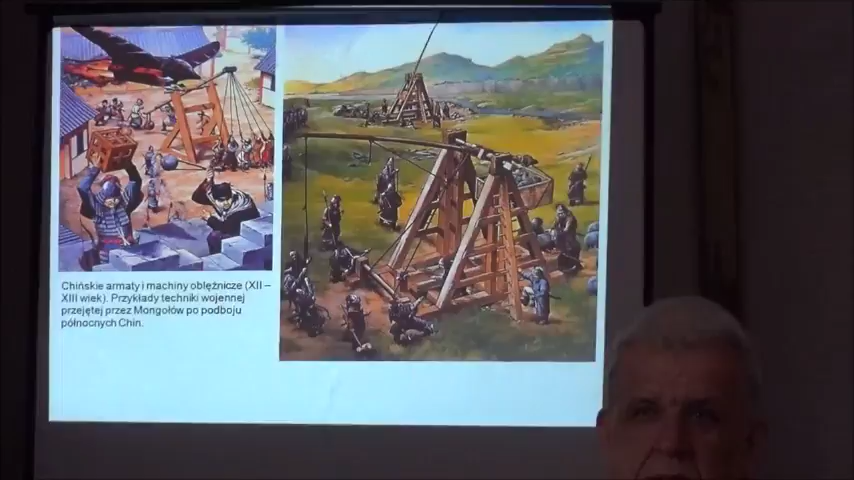 Chińskie armaty i machiny oblężnicze (XII –
XIII wiek). Przykłady techniki wojennej
przejętej przez Mongołów po podboju
północnych Chin.